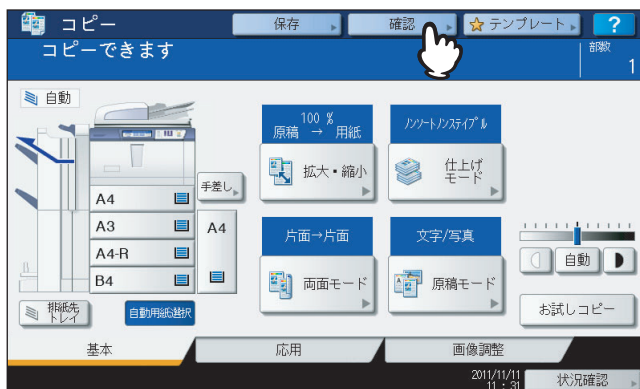 コピー
保存
確認
テンプレート
?
コピーできます
部数
1
自動
100 %
原稿 → 用紙
ノンソート/ノンステイプル
拡大・縮小
仕上げ
モード
手差し
A4
A3
A4-R
B4
A4
片面→片面
文字/写真
両面モード
原稿モード
自動
排紙先
トレイ
自動用紙選択
お試しコピー
基本
応用
画像調整
2011/11/11
11 : 31
状況確認